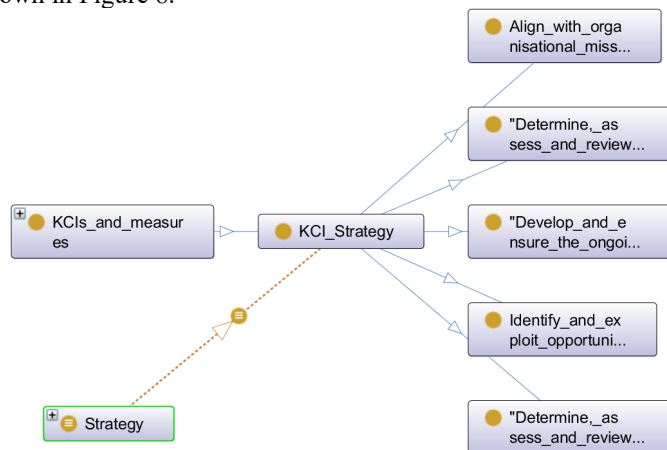 own in Figure 8.
Align_with_orga
nisational_miss...
"Determine,_as
sess_and_review...
KCIs_and_measur
es
KCI_Strategy
"Develop_and_e
nsure_the_ongoi...
Identify_and_ex
ploit_opportuni...
Strategy
"Determine,_as
sess_and_review...